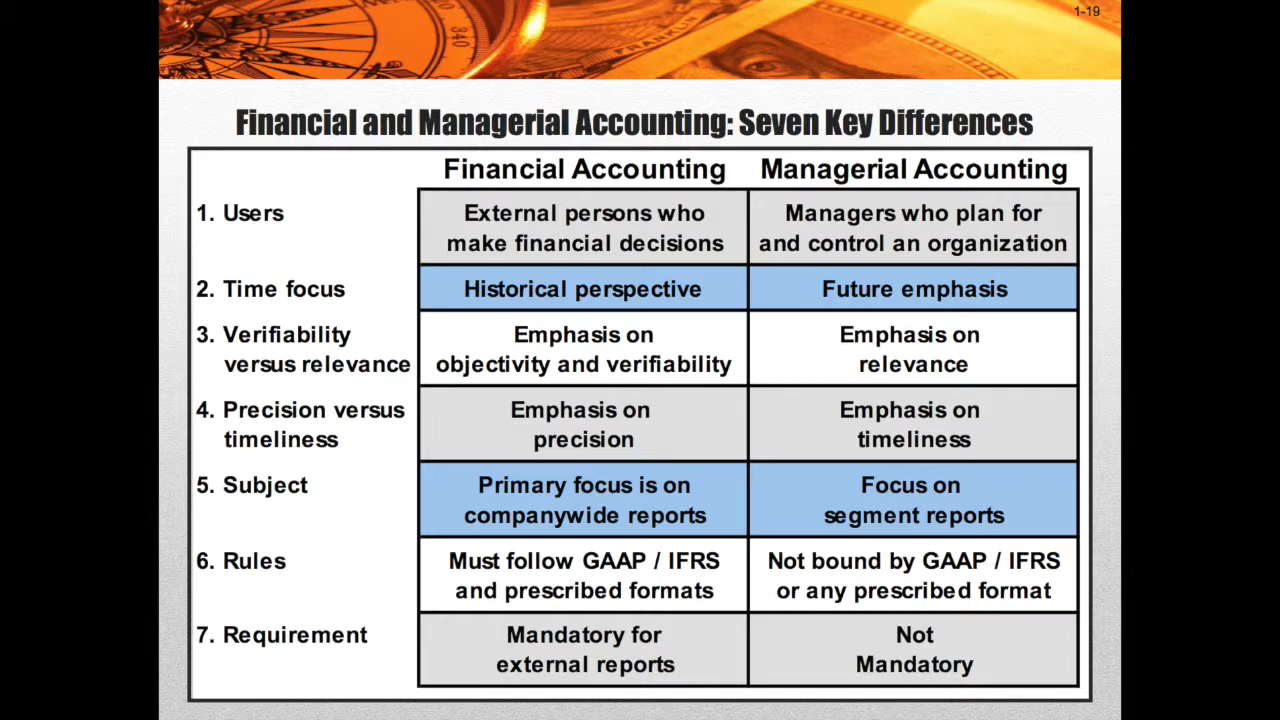 1-19
340
FRANKLIN
Financial and Managerial Accounting: Seven Key Differences
Financial Accounting Managerial Accounting
1. Users External persons who Managers who plan for
make financial decisions and control an organization
2. Time focus Historical perspective Future emphasis
3. Verifiability Emphasis on Emphasis on
versus relevance objectivity and verifiability relevance
4. Precision versus Emphasis on Emphasis on
timeliness precision timeliness
5. Subject Primary focus is on Focus on
companywide reports segment reports
6. Rules Must follow GAAP / IFRS Not bound by GAAP / IFRS
and prescribed formats or any prescribed format
7. Requirement Mandatory for Not
external reports Mandatory